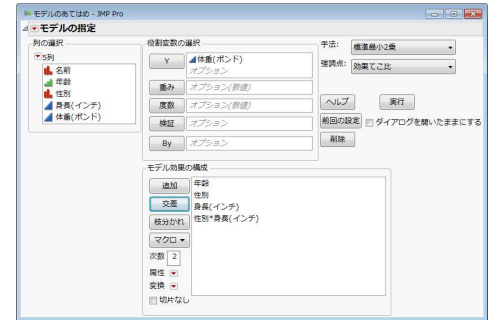 モデルのあてはめ - JMP Pro
モデルの指定
列の選択
5列
名前
年齢
性別
身長(インチ)
体重(ポンド)
役割変数の選択
Y
体重(ポンド)
オプション
重み
オプション(数値)
度数
オプション(数値)
検証
オプション
By
オプション
手法:
標準最小2乗
強調点:
効果てこ比
ヘルプ
実行
前回の設定
ダイアログを開いたままにする
削除
モデル効果の構成
追加
交差
枝分かれ
マクロ
次数 2
属性
変換
切片なし
年齢
性別
身長(インチ)
性別*身長(インチ)